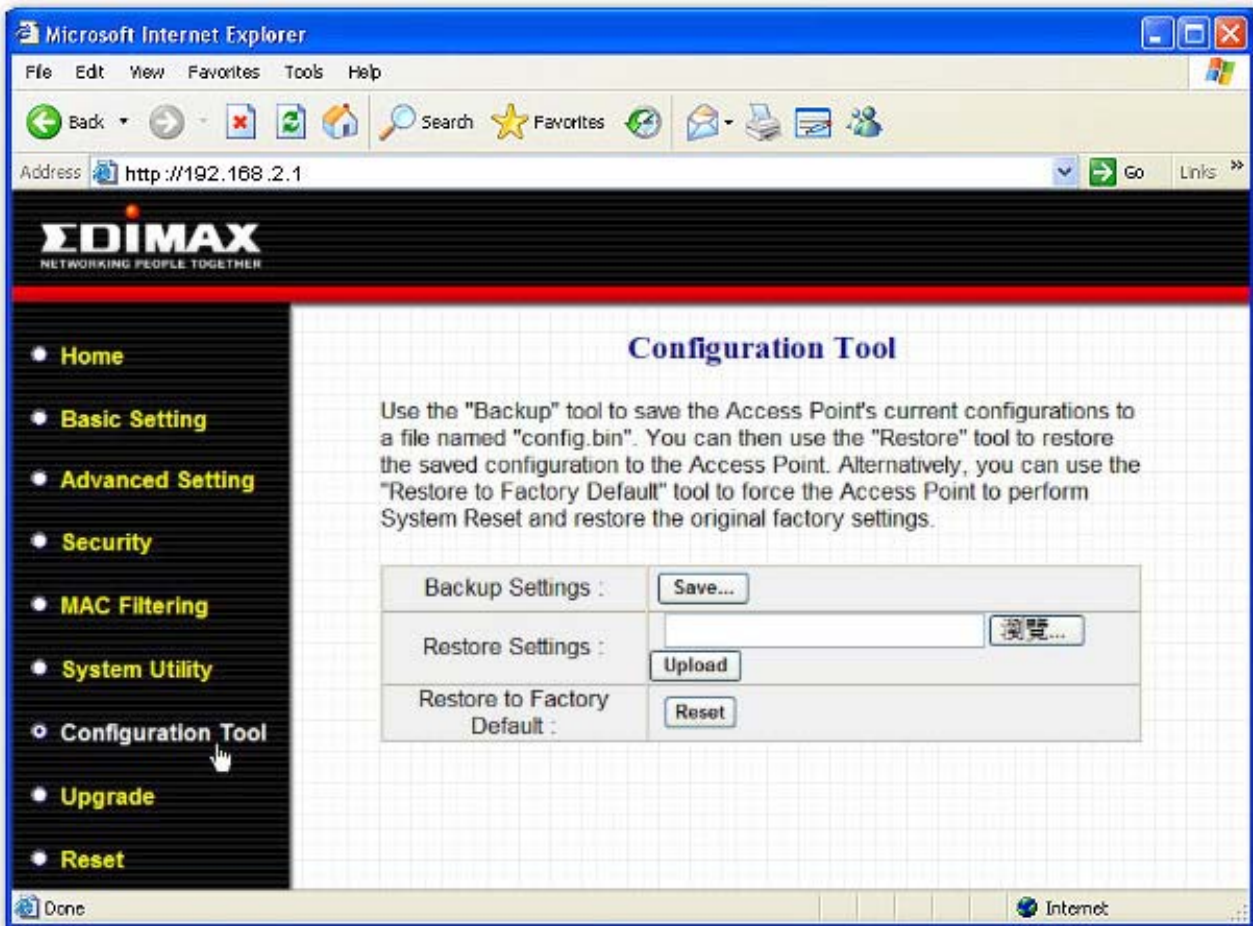 Microsoft Internet Explorer
File Edit View Favorites Tools Help
Back Search Favorites
Address http://192.168.2.1 Go Links »
EDIMAX
NETWORKING PEOPLE TOGETHER
Home
Basic Setting
Advanced Setting
Security
MAC Filtering
System Utility
Configuration Tool
Upgrade
Reset
Configuration Tool
Use the "Backup" tool to save the Access Point's current configurations to
a file named "config.bin". You can then use the "Restore" tool to restore
the saved configuration to the Access Point. Alternatively, you can use the
"Restore to Factory Default" tool to force the Access Point to perform
System Reset and restore the original factory settings.
Backup Settings : Save...
Restore Settings : 瀏覽...
Upload
Restore to Factory
Default : Reset
Done Internet